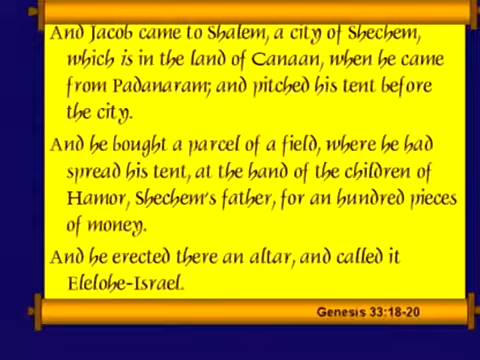 And Jacob came to Shalem, a city of Shechem,
which is in the land of Canaan, when he came
from Padanaram; and pitched his tent before
the city.
And he bought a parcel of a field, where he had
spread his tent, at the hand of the children of
Hamor, Shechem's father, for an hundred pieces
of money.
And he erected there an altar, and called it
Elelohe-Israel.
Genesis 33:18-20